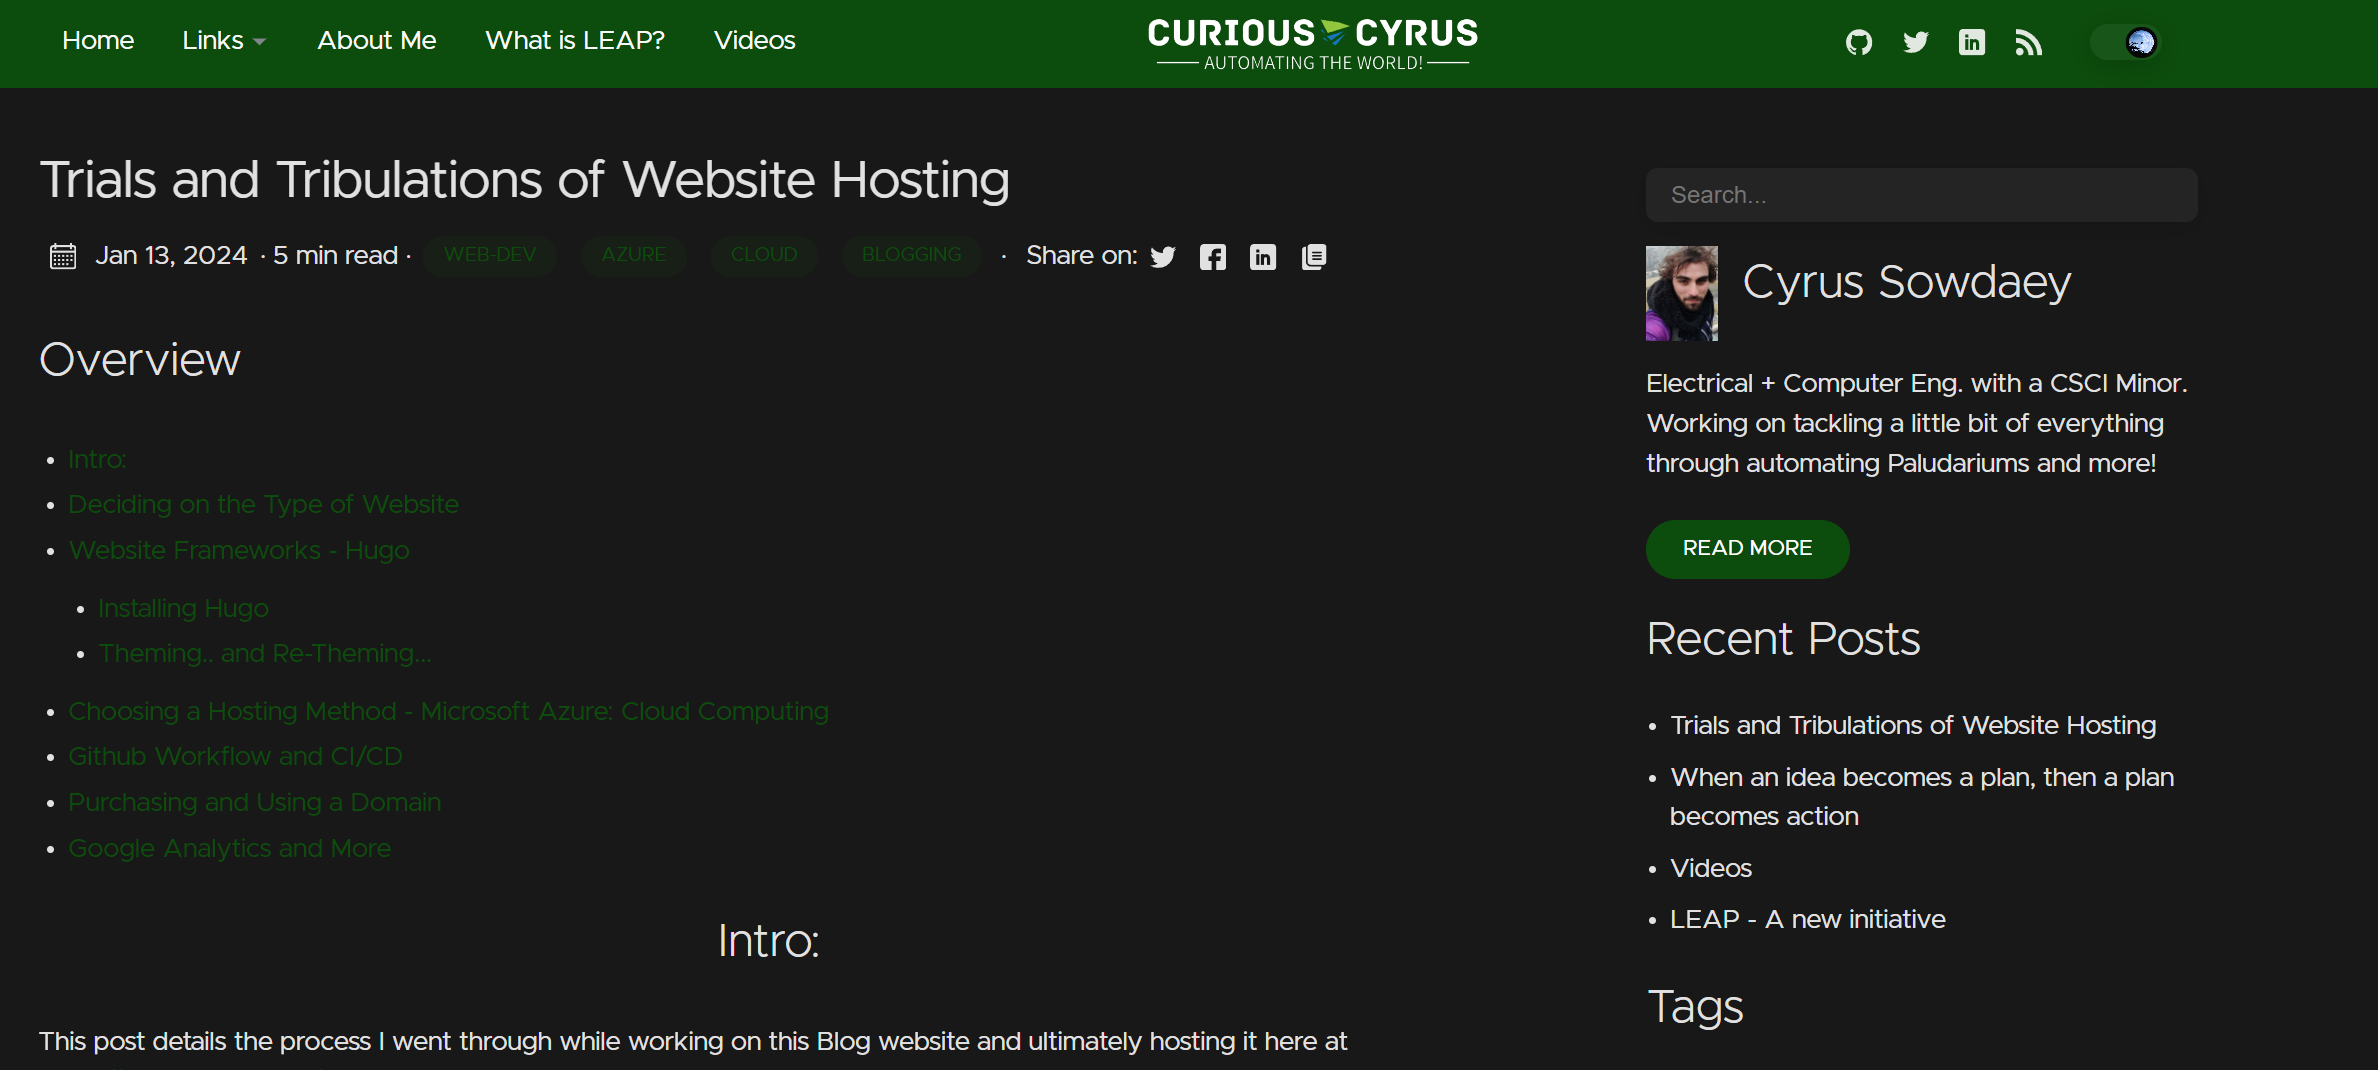 Home Links About Me What is LEAP? Videos
CURIOUS CYRUS
AUTOMATING THE WORLD!
Trials and Tribulations of Website Hosting
Jan 13, 2024 · 5 min read · WEB-DEV AZURE CLOUD BLOGGING · Share on:
Overview
• Intro:
• Deciding on the Type of Website
• Website Frameworks - Hugo
• Installing Hugo
• Theming.. and Re-Theming...
• Choosing a Hosting Method - Microsoft Azure: Cloud Computing
• Github Workflow and CI/CD
• Purchasing and Using a Domain
• Google Analytics and More
Intro:
This post details the process I went through while working on this Blog website and ultimately hosting it here at
Search...
Cyrus Sowdaey
Electrical + Computer Eng. with a CSCI Minor.
Working on tackling a little bit of everything
through automating Paludariums and more!
READ MORE
Recent Posts
• Trials and Tribulations of Website Hosting
• When an idea becomes a plan, then a plan
becomes action
• Videos
• LEAP - A new initiative
Tags